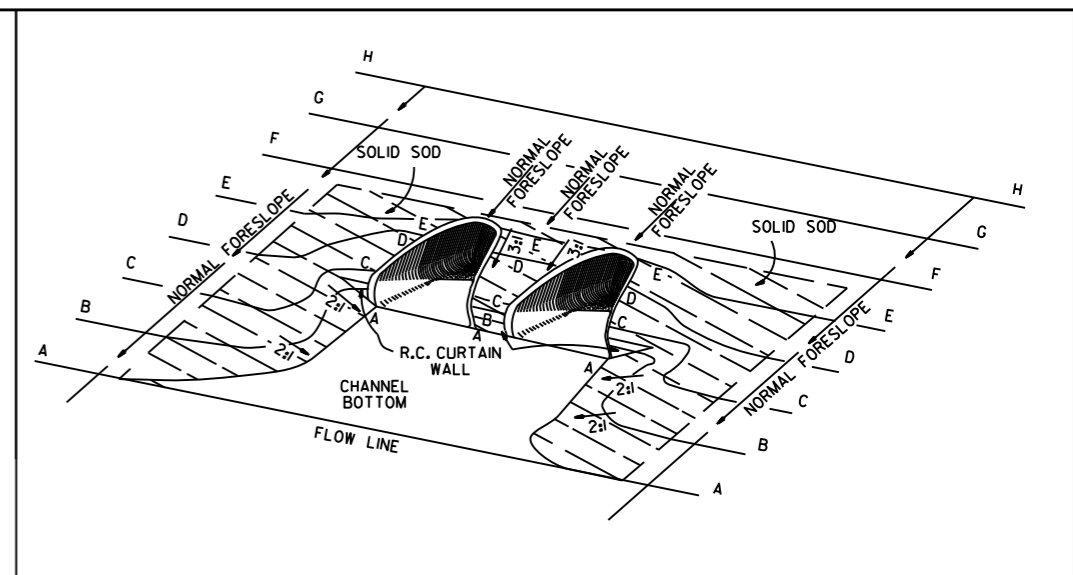 H
G
F
E
D
C
B
A
SOLID SOD
NORMAL
FORESLOPE
NORMAL
FORESLOPE
NORMAL
FORESLOPE
SOLID SOD
H
G
F
E
D
C
B
A
NORMAL FORESLOPE
NORMAL FORESLOPE
E
D
C
3:1
E
D
C
B
3:1
E
D
C
2:1
A
A
A
2:1
2:1
2:1
R.C. CURTAIN
WALL
CHANNEL
BOTTOM
FLOW LINE